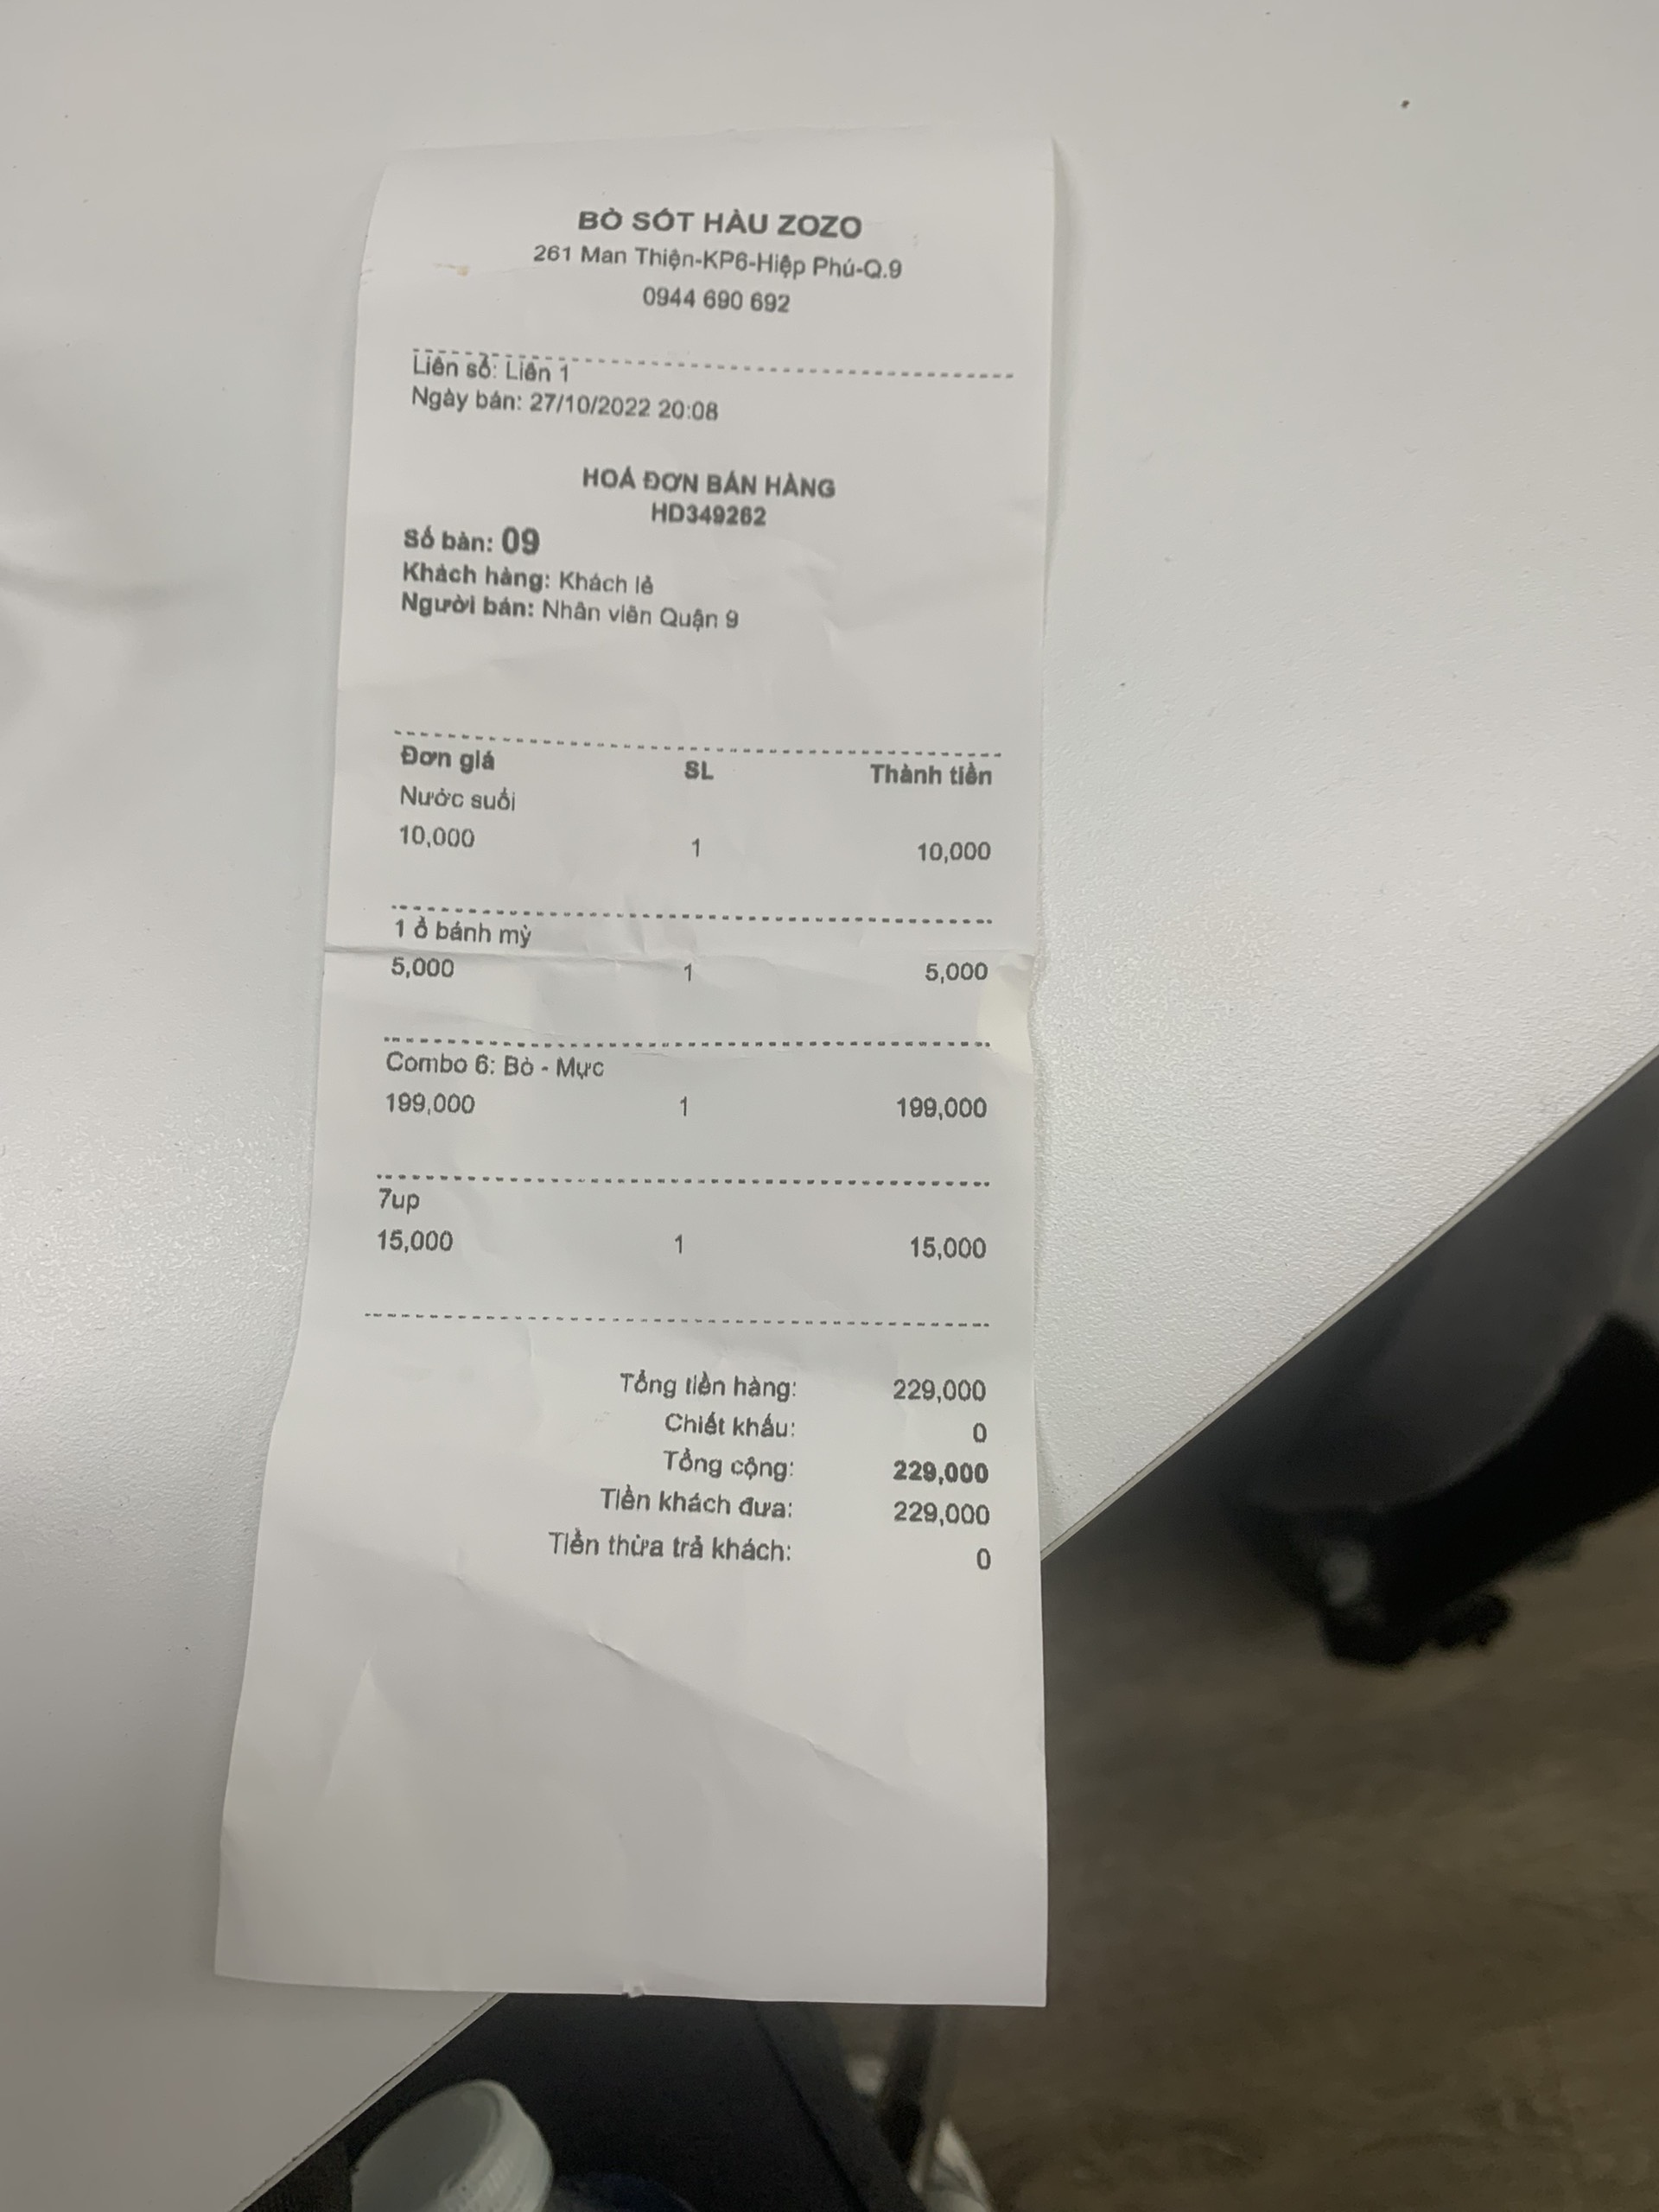 BÒ SÓT HÀU ZOZO
261 Man Thiện-KP6-Hiệp Phú-Q.9
0944 690 692
Liên số: Liên 1
Ngày bán: 27/10/2022 20:08
HOÁ ĐƠN BÁN HÀNG
HD349262
Số bàn: 09
Khách hàng: Khách lẻ
Người bán: Nhân viên Quận 9
Đơn giá SL Thành tiền
Nước suối
10,000 1 10,000
1 ổ bánh mỳ
5,000 1 5,000
Combo 6: Bò - Mực
199,000 1 199,000
7up
15,000 1 15,000
Tổng tiền hàng: 229,000
Chiết khấu: 0
Tổng cộng: 229,000
Tiền khách đưa: 229,000
Tiền thừa trả khách: 0